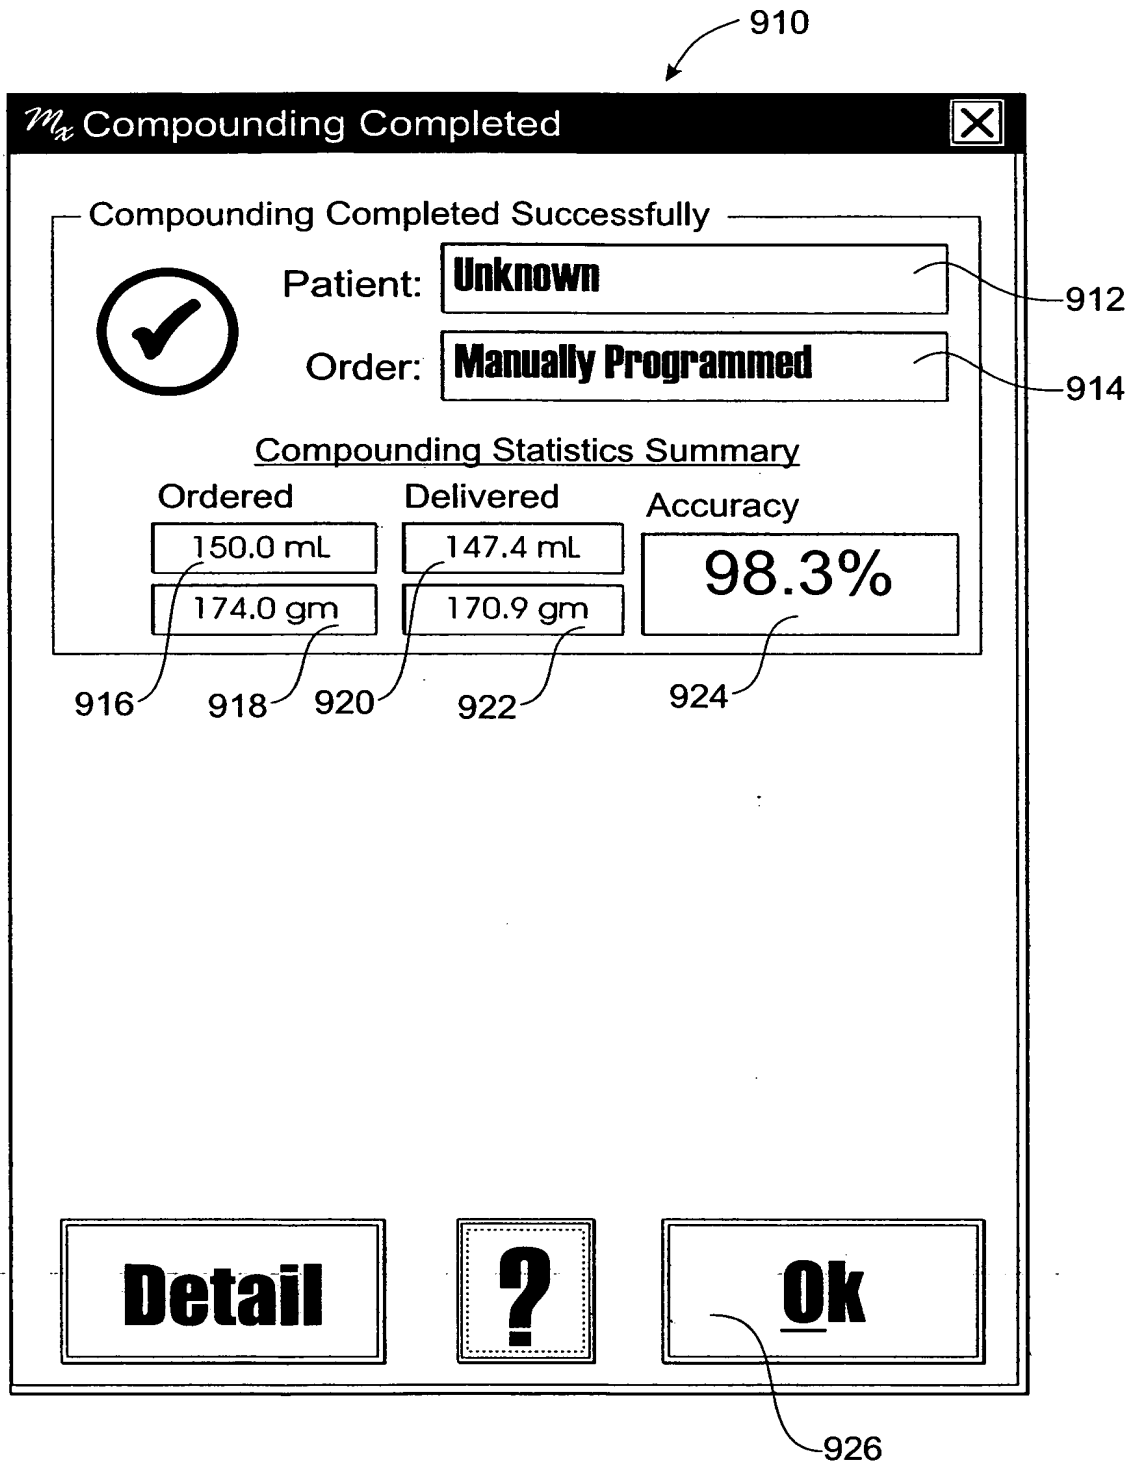 910
Mx Compounding Completed
Compounding Completed Successfully
Patient: Unknown
912
Order: Manually Programmed
914
Compounding Statistics Summary
Ordered Delivered Accuracy
150.0 mL 147.4 mL 98.3%
174.0 gm 170.9 gm
916 918 920 922 924
Detail ? Ok
926